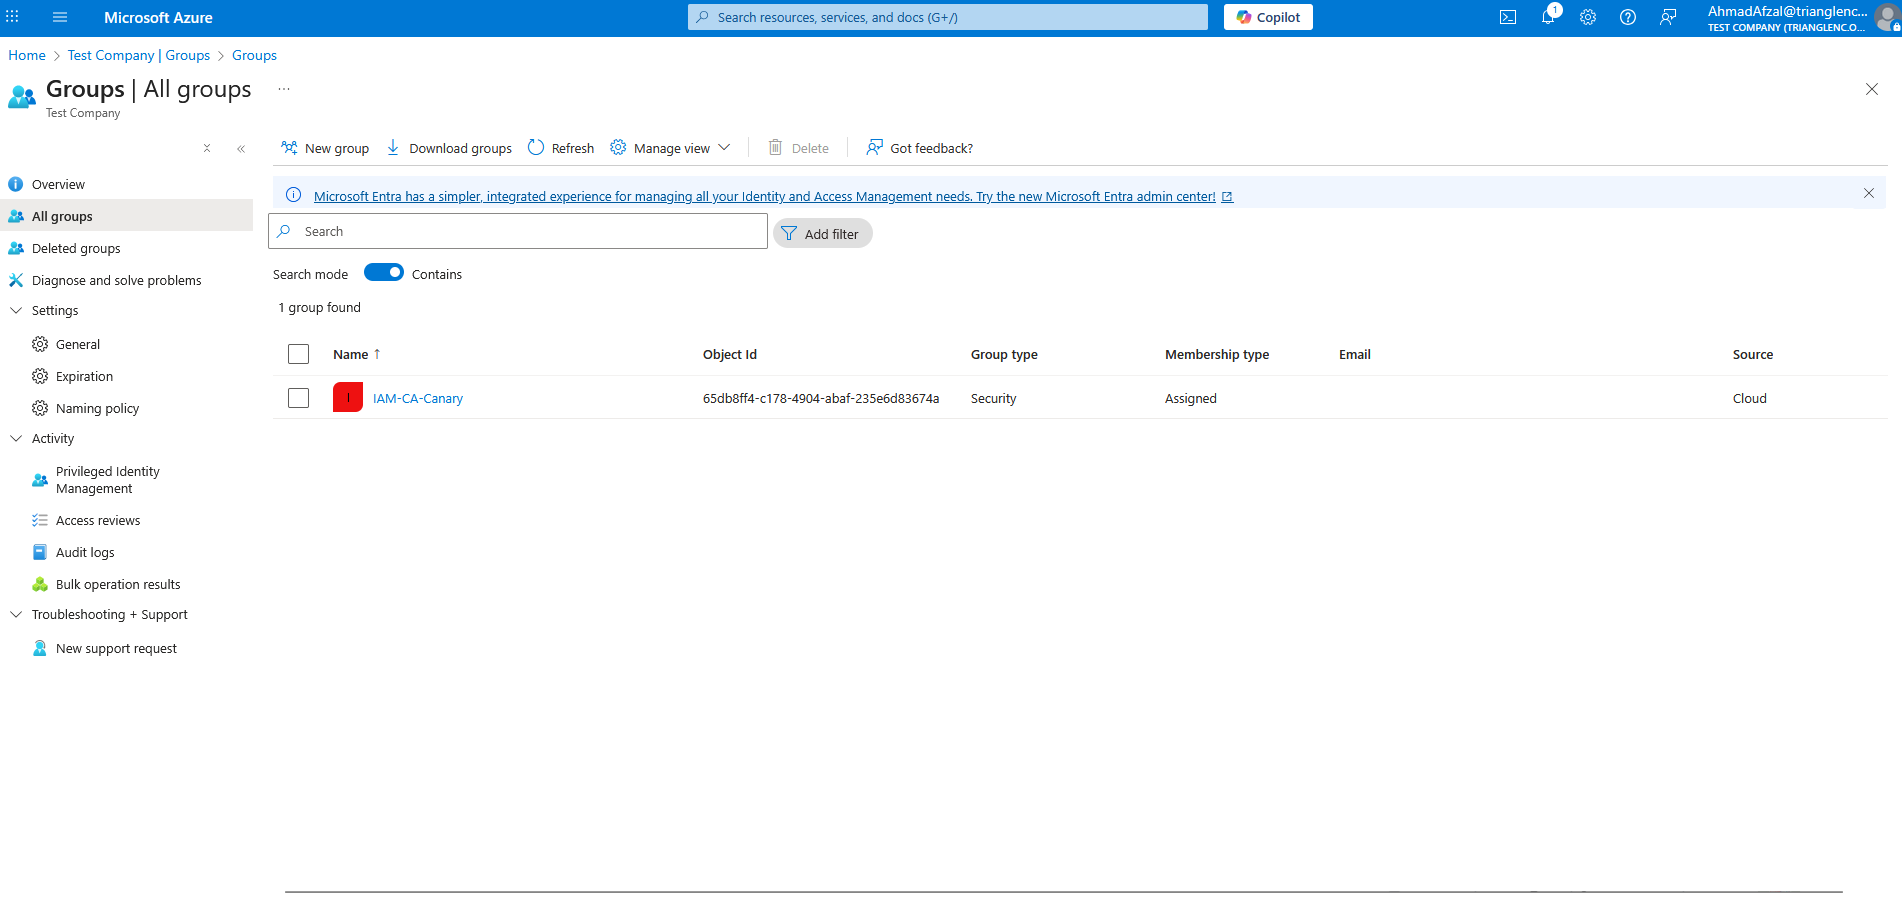 Microsoft Azure
Search resources, services, and docs (G+/)
Copilot
1
AhmadAfzal@trianglenc...
TEST COMPANY (TRIANGLENC.O...
Home > Test Company | Groups > Groups
Groups | All groups
...
Test Company
New group
Download groups
Refresh
Manage view
Delete
Got feedback?
Overview
All groups
Deleted groups
Diagnose and solve problems
Settings
General
Expiration
Naming policy
Activity
Privileged Identity
Management
Access reviews
Audit logs
Bulk operation results
Troubleshooting + Support
New support request
Microsoft Entra has a simpler, integrated experience for managing all your Identity and Access Management needs. Try the new Microsoft Entra admin center!
Search
Add filter
Search mode
Contains
1 group found
Name ↑ Object Id Group type Membership type Email Source
I IAM-CA-Canary 65db8ff4-c178-4904-abaf-235e6d83674a Security Assigned Cloud